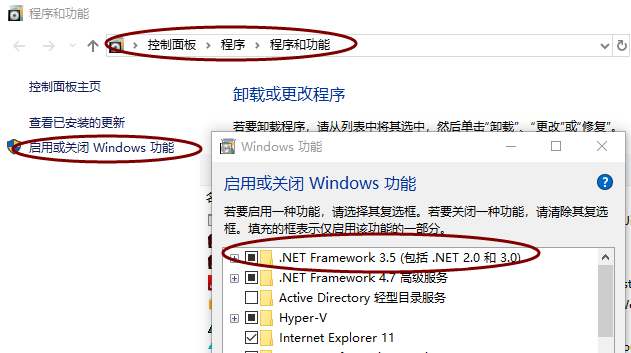 程序和功能
控制面板 › 程序 › 程序和功能
控制面板主页
卸载或更改程序
查看已安装的更新
若要卸载程序，请从列表中将其选中，然后单击“卸载”、“更改”或“修复”。
启用或关闭 Windows 功能
Windows 功能
启用或关闭 Windows 功能
若要启用一种功能，请选择其复选框。若要关闭一种功能，请清除其复选
框。填充的框表示仅启用该功能的一部分。
.NET Framework 3.5 (包括 .NET 2.0 和 3.0)
.NET Framework 4.7 高级服务
Active Directory 轻型目录服务
Hyper-V
Internet Explorer 11